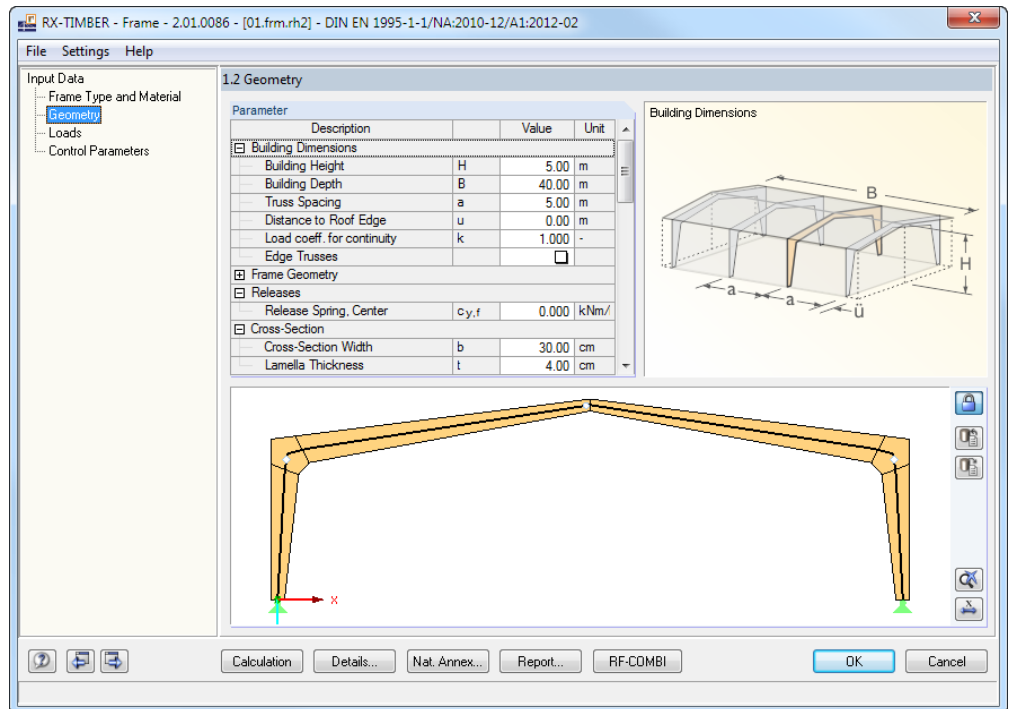 RX-TIMBER - Frame - 2.01.0086 - [01.frm.rh2] - DIN EN 1995-1-1/NA:2010-12/A1:2012-02
File Settings Help
Input Data
Frame Type and Material
Geometry
Loads
Control Parameters
1.2 Geometry
Parameter
Description Value Unit
Building Dimensions
Building Height H 5.00 m
Building Depth B 40.00 m
Truss Spacing a 5.00 m
Distance to Roof Edge u 0.00 m
Load coeff. for continuity k 1.000 -
Edge Trusses
Frame Geometry
Releases
Release Spring, Center cy,f 0.000 kNm/
Cross-Section
Cross-Section Width b 30.00 cm
Lamella Thickness t 4.00 cm
Building Dimensions
B
H
a
a
ü
x
Calculation Details... Nat. Annex... Report... RF-COMBI OK Cancel